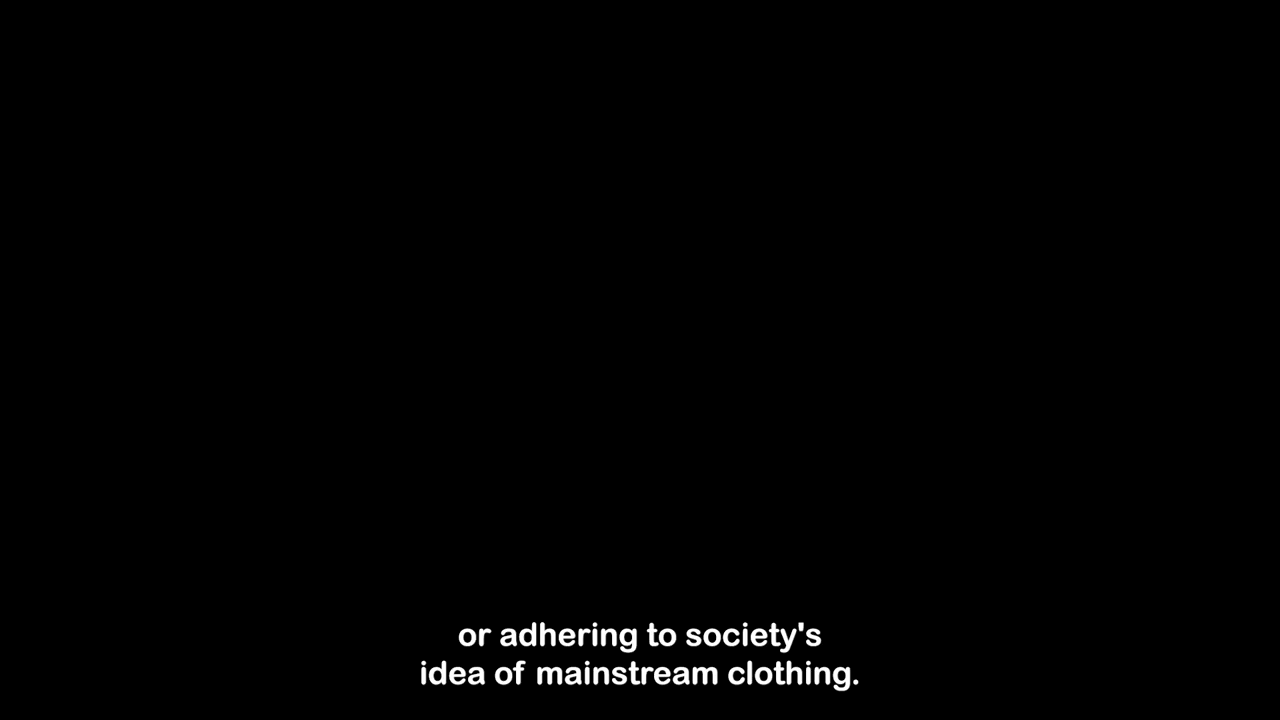 or adhering to society's
idea of mainstream clothing.